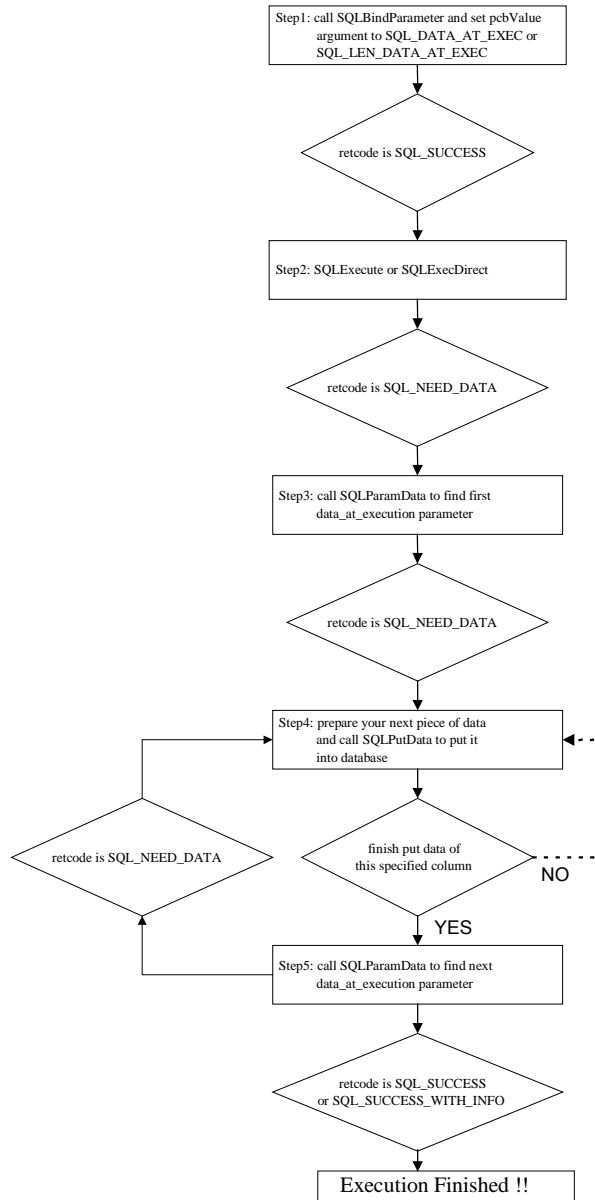 Step1: call SQLBindParameter and set pcbValue
argument to SQL_DATA_AT_EXEC or
SQL_LEN_DATA_AT_EXEC
retcode is SQL_SUCCESS
Step2: SQLExecute or SQLExecDirect
retcode is SQL_NEED_DATA
Step3: call SQLParamData to find first
data_at_execution parameter
retcode is SQL_NEED_DATA
Step4: prepare your next piece of data
and call SQLPutData to put it
into database
retcode is SQL_NEED_DATA
finish put data of
this specified column
NO
YES
Step5: call SQLParamData to find next
data_at_execution parameter
retcode is SQL_SUCCESS
or SQL_SUCCESS_WITH_INFO
Execution Finished !!